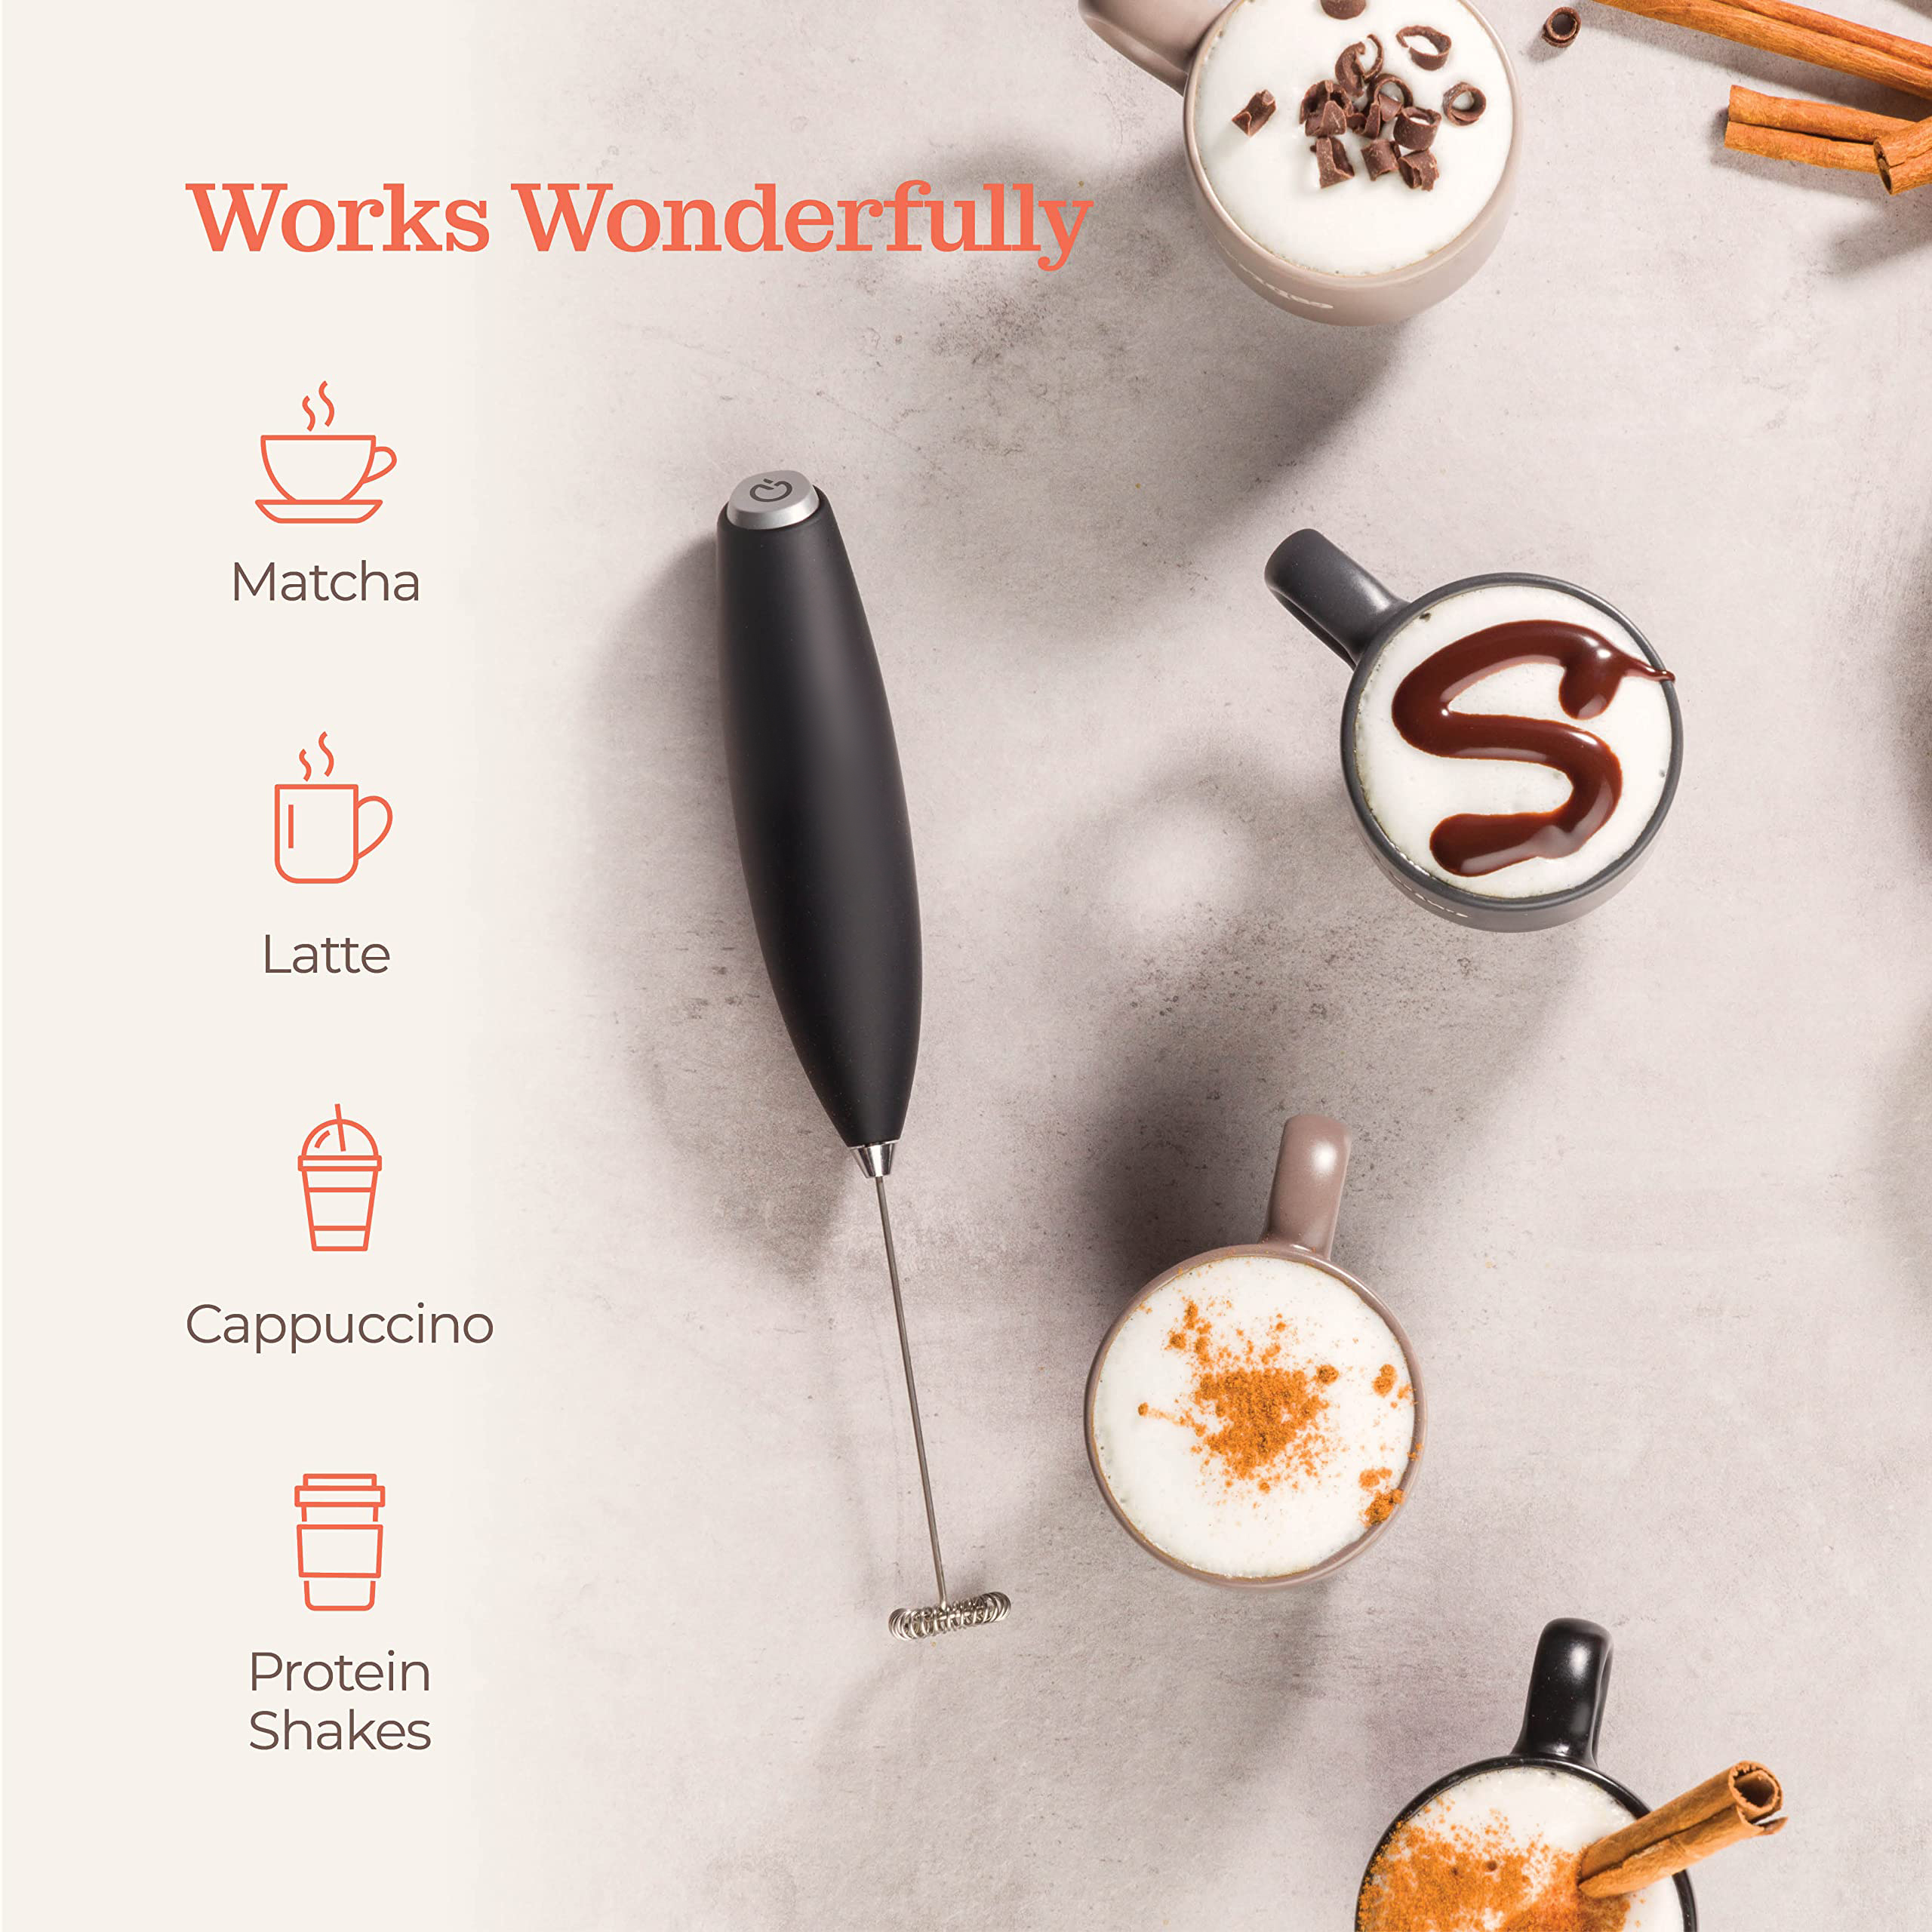 Works Wonderfully
Matcha
Latte
Cappuccino
Protein
Shakes